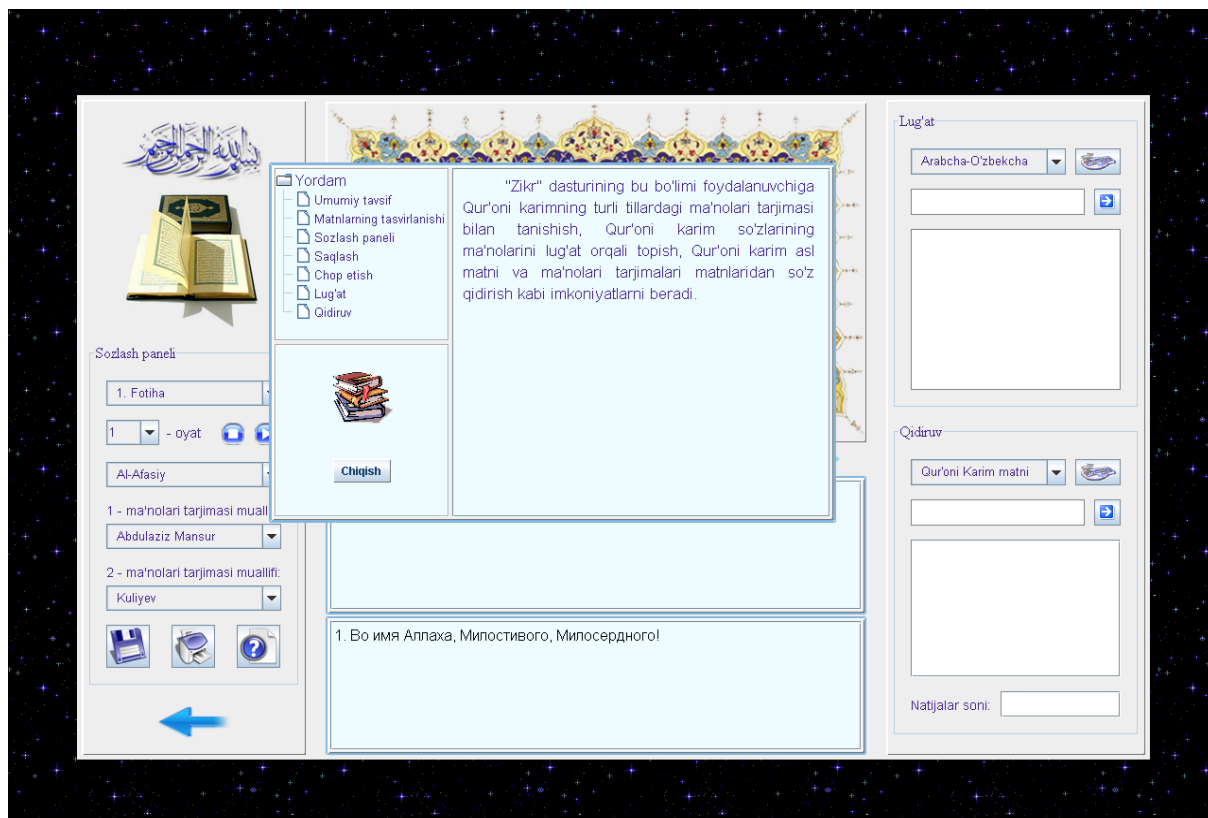 بسم الله الرحمن الرحيم
Sozlash paneli
1. Fotiha
1 - oyat
Al-Afasiy
1 - ma'nolari tarjimasi muall
Abdulaziz Mansur
2 - ma'nolari tarjimasi muallifi:
Kuliyev
Yordam
Umumiy tavsif
Matnlarning tasvirlanishi
Sozlash paneli
Saqlash
Chop etish
Lug'at
Qidiruv
Chiqish
"Zikr" dasturining bu bo'limi foydalanuvchiga
Qur'oni karimning turli tillardagi ma'nolari tarjimasi
bilan tanishish, Qur'oni karim so'zlarining
ma'nolarini lug'at orqali topish, Qur'oni karim asl
matni va ma'nolari tarjimalari matnlaridan so'z
qidirish kabi imkoniyatlarni beradi.
1. Во имя Аллаха, Милостивого, Милосердного!
Lug'at
Arabcha-O'zbekcha
Qidiruv
Qur'oni Karim matni
Natijalar soni: